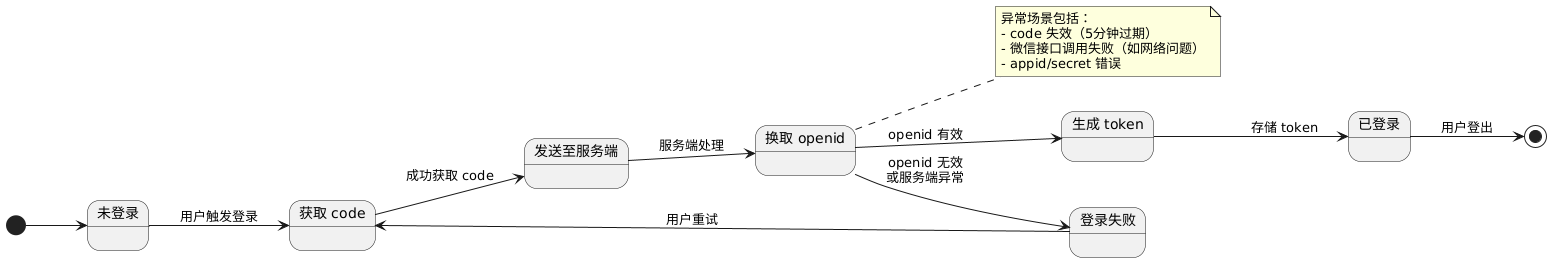 异常场景包括：
- code 失效（5分钟过期）
- 微信接口调用失败（如网络问题）
- appid/secret 错误
未登录
用户触发登录
获取 code
成功获取 code
发送至服务端
服务端处理
换取 openid
openid 有效
生成 token
存储 token
已登录
用户登出
openid 无效
或服务端异常
登录失败
用户重试